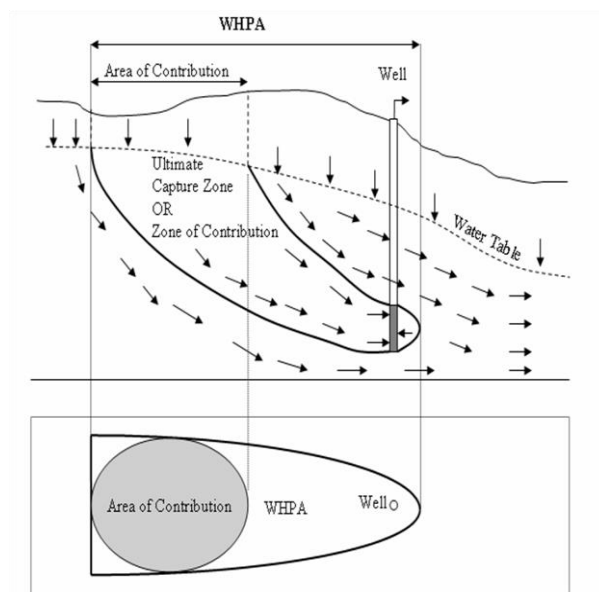 WHPA
Area of Contribution
Well
Ultimate
Capture Zone
OR
Zone of Contribution
Water Table
Area of Contribution
WHPA
Well